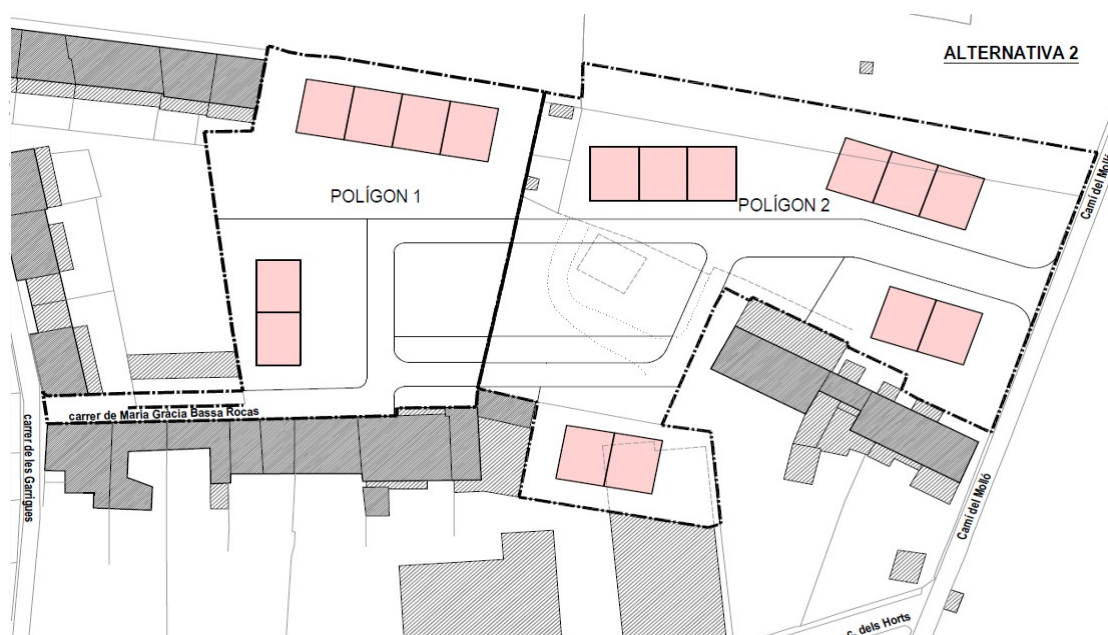 ALTERNATIVA 2
POLÍGON 1
POLÍGON 2
Camí del Molló
carrer de Maria Gràcia Bassa Rocas
carrer de les Garrigues
Camí del Molló
c. dels Horts